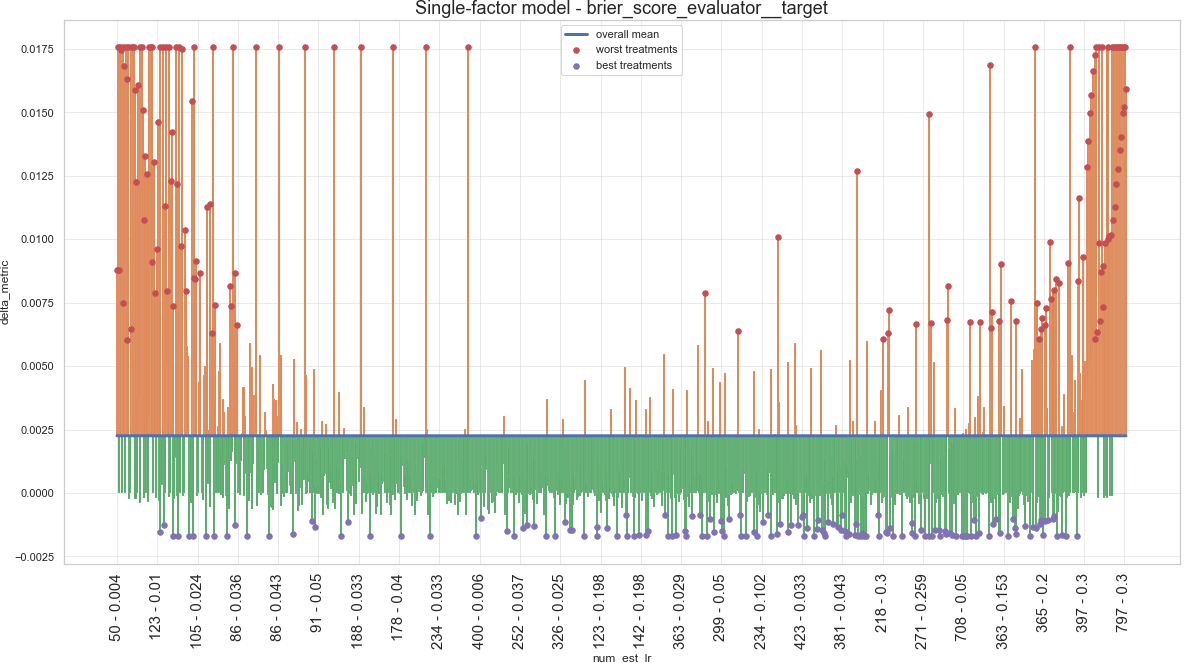 Single-factor model - brier_score_evaluator__target
overall mean
worst treatments
best treatments
delta_metric
0.0175
0.0150
0.0125
0.0100
0.0075
0.0050
0.0025
0.0000
−0.0025
50 - 0.004
123 - 0.01
105 - 0.024
86 - 0.036
86 - 0.043
91 - 0.05
188 - 0.033
178 - 0.04
234 - 0.033
400 - 0.006
252 - 0.037
326 - 0.025
123 - 0.198
142 - 0.198
363 - 0.029
299 - 0.05
234 - 0.102
423 - 0.033
381 - 0.043
218 - 0.3
271 - 0.259
708 - 0.05
363 - 0.153
365 - 0.2
397 - 0.3
797 - 0.3
num_est_lr